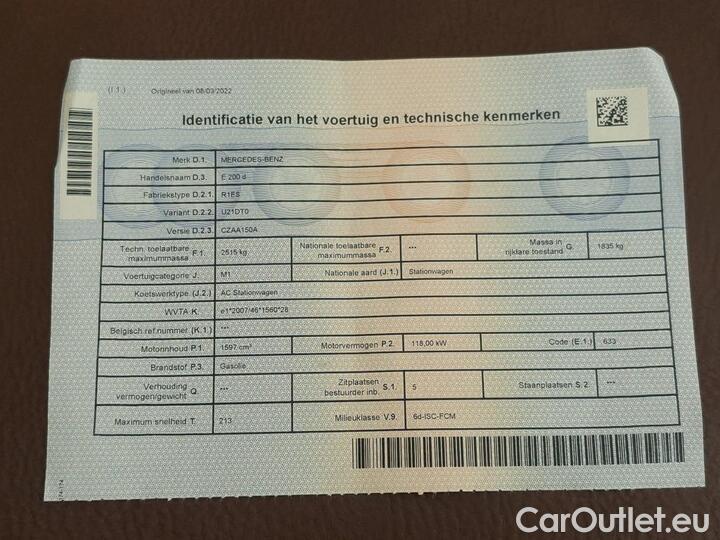 (I.1.) Origineel van 08/03/2022
Identificatie van het voertuig en technische kenmerken
Merk D.1. MERCEDES-BENZ
Handelsnaam D.3. E 200 d
Fabriekstype D.2.1. R1ES
Variant D.2.2. U21DT0
Versie D.2.3. CZAA150A
Techn. toelaatbare maximummassa F.1. 2515 kg Nationale toelaatbare maximummassa F.2. --- Massa in rijklare toestand G. 1835 kg
Voertuigcategorie J. M1 Nationale aard (J.1.) Stationwagen
Koetswerktype (J.2.) AC Stationwagen
WVTA K. e1*2007/46*1560*28
Belgisch ref.nummer (K.1.) ---
Motorinhoud P.1. 1597 cm³ Motorvermogen P.2. 118,00 kW Code (E.1.) 633
Brandstof P.3. Gasolie
Verhouding vermogen/gewicht Q. --- Zitplaatsen bestuurder inb. S.1. 5 Staanplaatsen S.2. ---
Maximum snelheid T. 213 Milieuklasse V.9. 6d-ISC-FCM
CarOutlet.eu